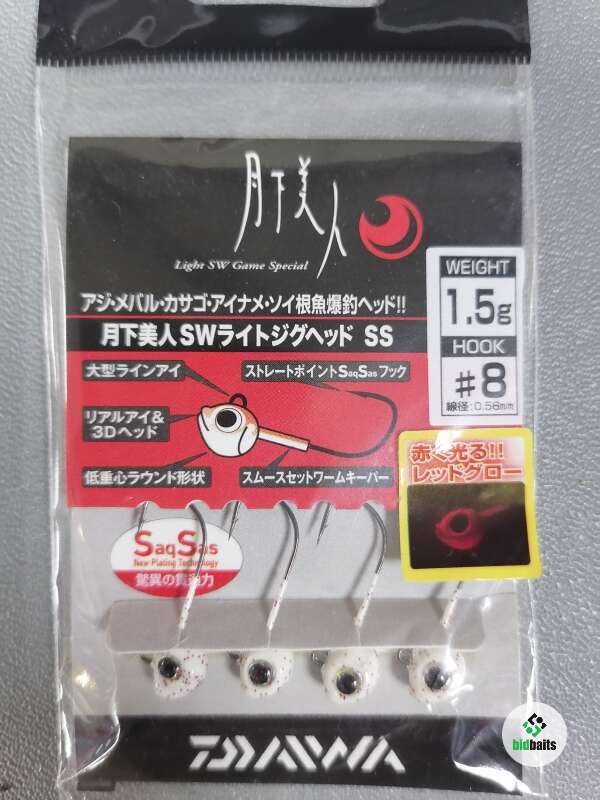 月下美人
Light SW Game Special
WEIGHT
1.5g
HOOK
#8
線径:0.56mm
アジ・メバル・カサゴ・アイナメ・ソイ根魚爆釣ヘッド!!
月下美人SWライトジグヘッド SS
大型ラインアイ
ストレートポイントSaqSasフック
リアルアイ&
3Dヘッド
低重心ラウンド形状
スムースセットワームキーパー
赤く光る!!
レッドグロー
SaqSas
New Plating Technology
驚異の貫通力
DAIWA
bidbaits